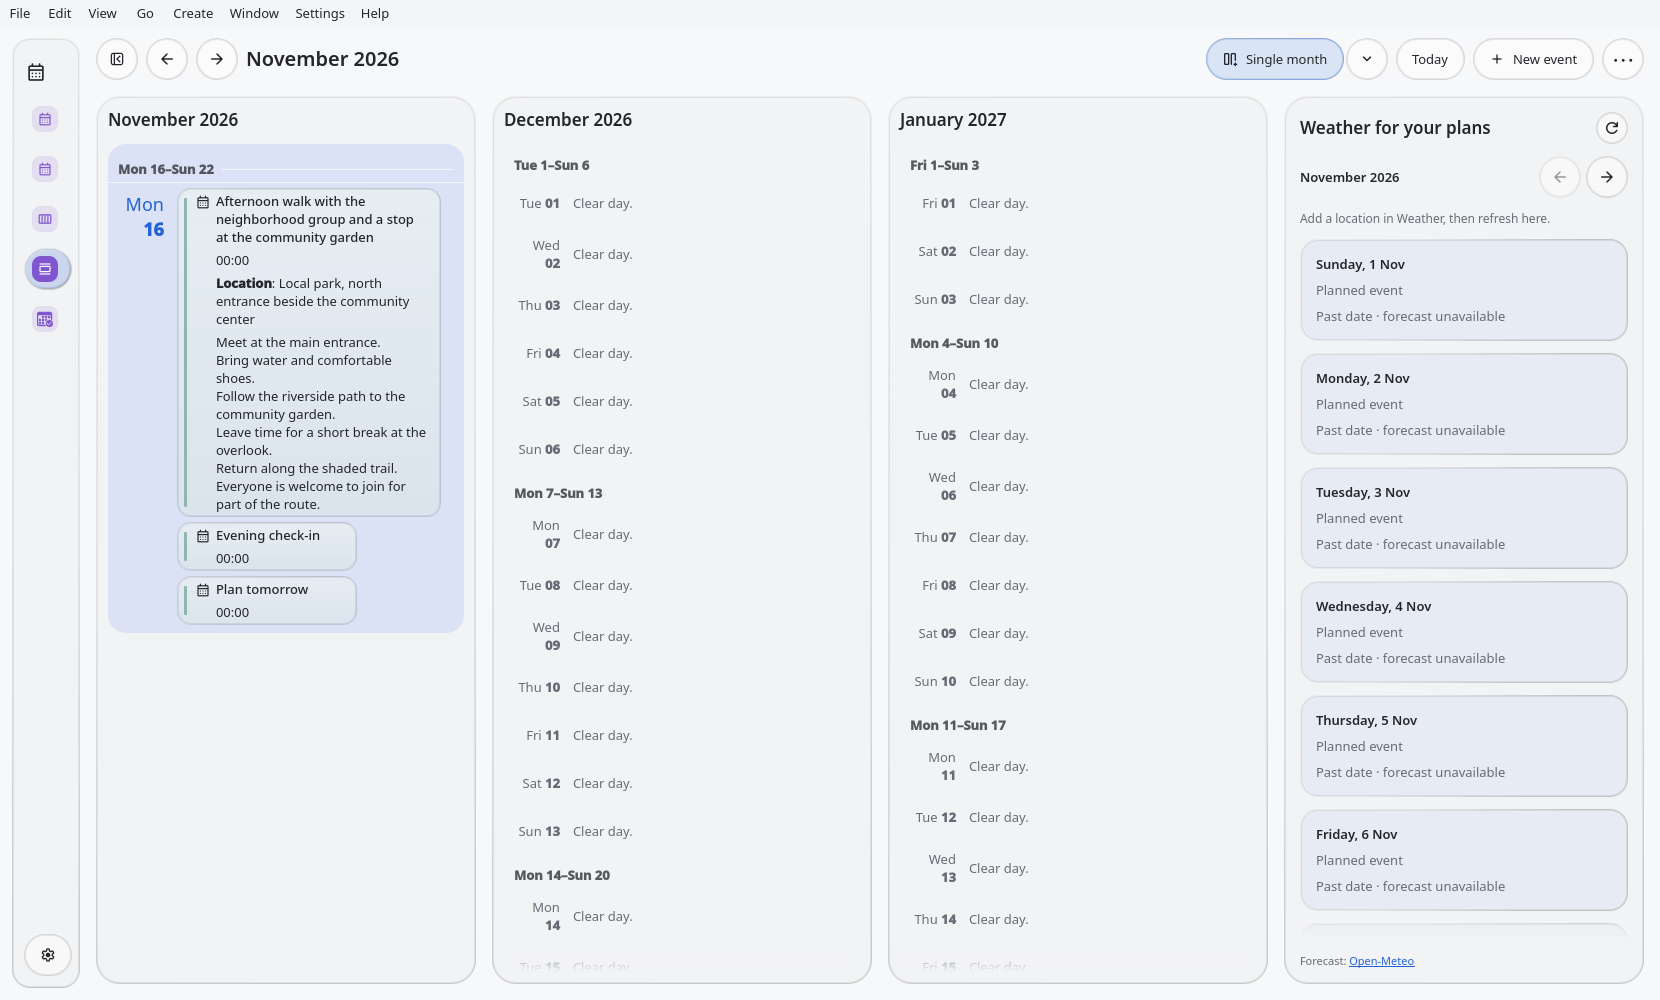 File Edit View Go Create Window Settings Help
November 2026
Single month
Today
New event
November 2026
Mon 16–Sun 22
Mon
16
Afternoon walk with the
neighborhood group and a stop
at the community garden
00:00
Location: Local park, north
entrance beside the community
center
Meet at the main entrance.
Bring water and comfortable
shoes.
Follow the riverside path to the
community garden.
Leave time for a short break at the
overlook.
Return along the shaded trail.
Everyone is welcome to join for
part of the route.
Evening check-in
00:00
Plan tomorrow
00:00
December 2026
Tue 1–Sun 6
Tue 01 Clear day.
Wed
02 Clear day.
Thu 03 Clear day.
Fri 04 Clear day.
Sat 05 Clear day.
Sun 06 Clear day.
Mon 7–Sun 13
Mon
07 Clear day.
Tue 08 Clear day.
Wed
09 Clear day.
Thu 10 Clear day.
Fri 11 Clear day.
Sat 12 Clear day.
Sun 13 Clear day.
Mon 14–Sun 20
Mon
14 Clear day.
Tue 15 Clear day.
January 2027
Fri 1–Sun 3
Fri 01 Clear day.
Sat 02 Clear day.
Sun 03 Clear day.
Mon 4–Sun 10
Mon
04 Clear day.
Tue 05 Clear day.
Wed
06 Clear day.
Thu 07 Clear day.
Fri 08 Clear day.
Sat 09 Clear day.
Sun 10 Clear day.
Mon 11–Sun 17
Mon
11 Clear day.
Tue 12 Clear day.
Wed
13 Clear day.
Thu 14 Clear day.
Fri 15 Clear day.
Weather for your plans
November 2026
Add a location in Weather, then refresh here.
Sunday, 1 Nov
Planned event
Past date · forecast unavailable
Monday, 2 Nov
Planned event
Past date · forecast unavailable
Tuesday, 3 Nov
Planned event
Past date · forecast unavailable
Wednesday, 4 Nov
Planned event
Past date · forecast unavailable
Thursday, 5 Nov
Planned event
Past date · forecast unavailable
Friday, 6 Nov
Planned event
Past date · forecast unavailable
Forecast: Open-Meteo